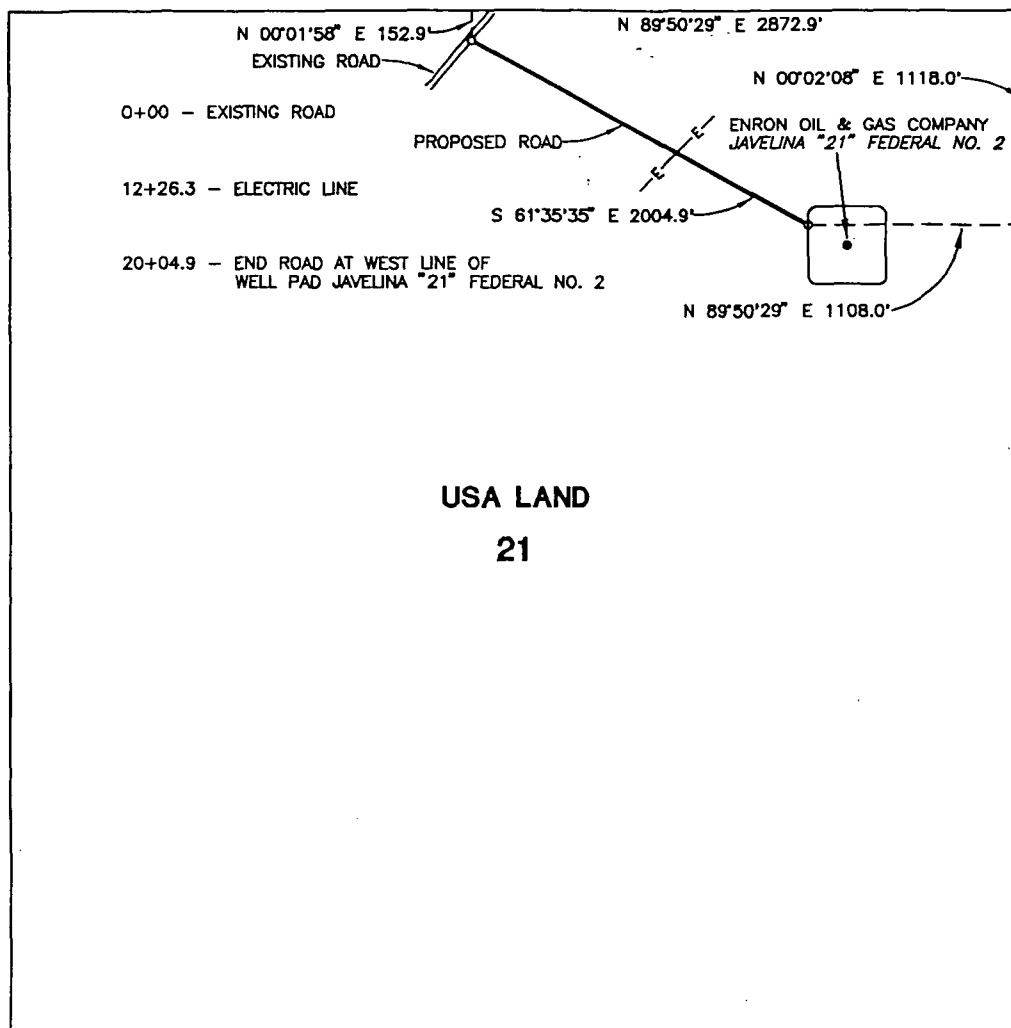 N 00°01'58" E 152.9'
N 89°50'29" E 2872.9'
EXISTING ROAD
N 00°02'08" E 1118.0'
0+00 – EXISTING ROAD
PROPOSED ROAD
E
ENRON OIL & GAS COMPANY
JAVELINA "21" FEDERAL NO. 2
E
12+26.3 – ELECTRIC LINE
S 61°35'35" E 2004.9'
20+04.9 – END ROAD AT WEST LINE OF
WELL PAD JAVELINA "21" FEDERAL NO. 2
N 89°50'29" E 1108.0'
USA LAND
21